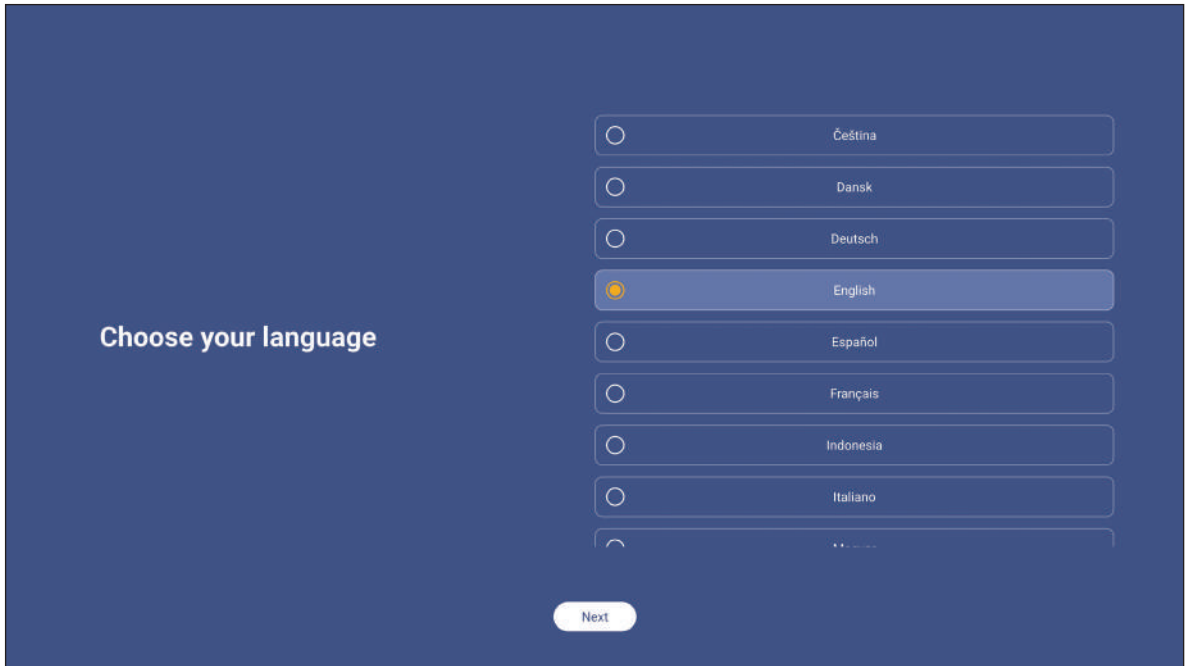 Choose your language
Čeština
Dansk
Deutsch
English
Español
Français
Indonesia
Italiano
Next